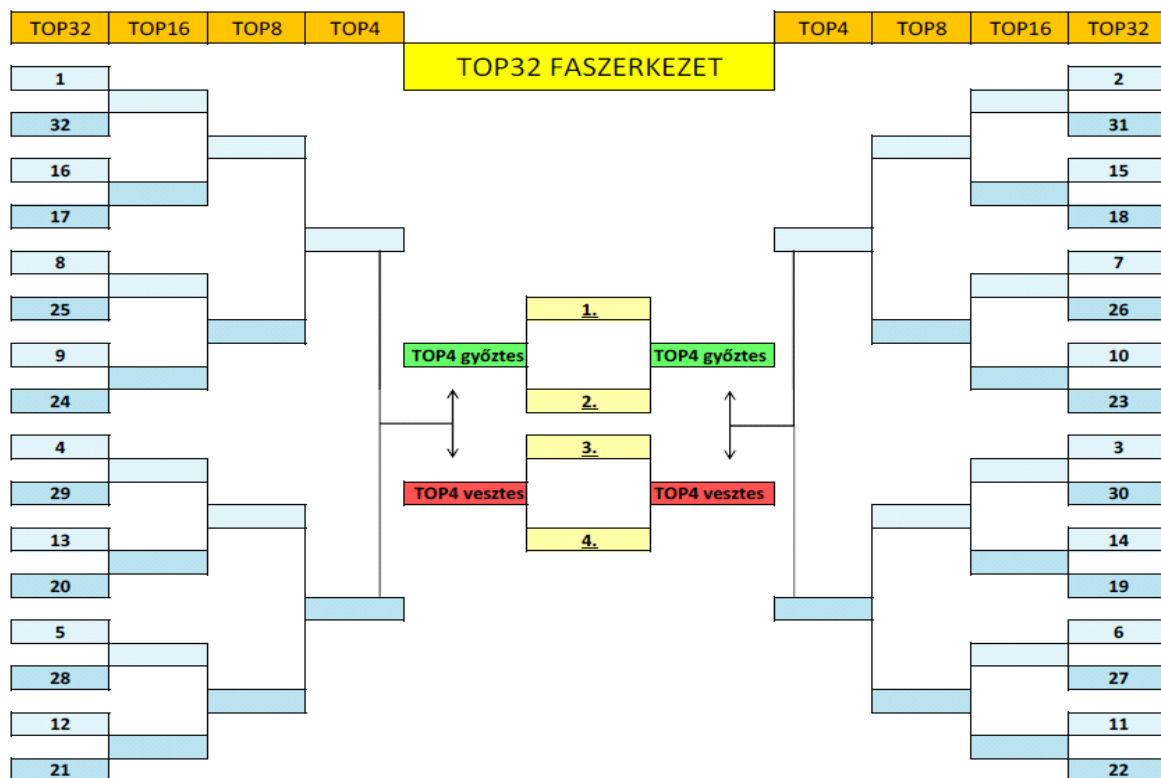 TOP32 TOP16 TOP8 TOP4 TOP4 TOP8 TOP16 TOP32
TOP32 FASZERKEZET
1 2
32 31
16 15
17 18
8 7
25 1. 26
9 TOP4 győztes TOP4 győztes 10
24 2. 23
4 3. 3
29 TOP4 vesztes TOP4 vesztes 30
13 4. 14
20 19
5 6
28 27
12 11
21 22